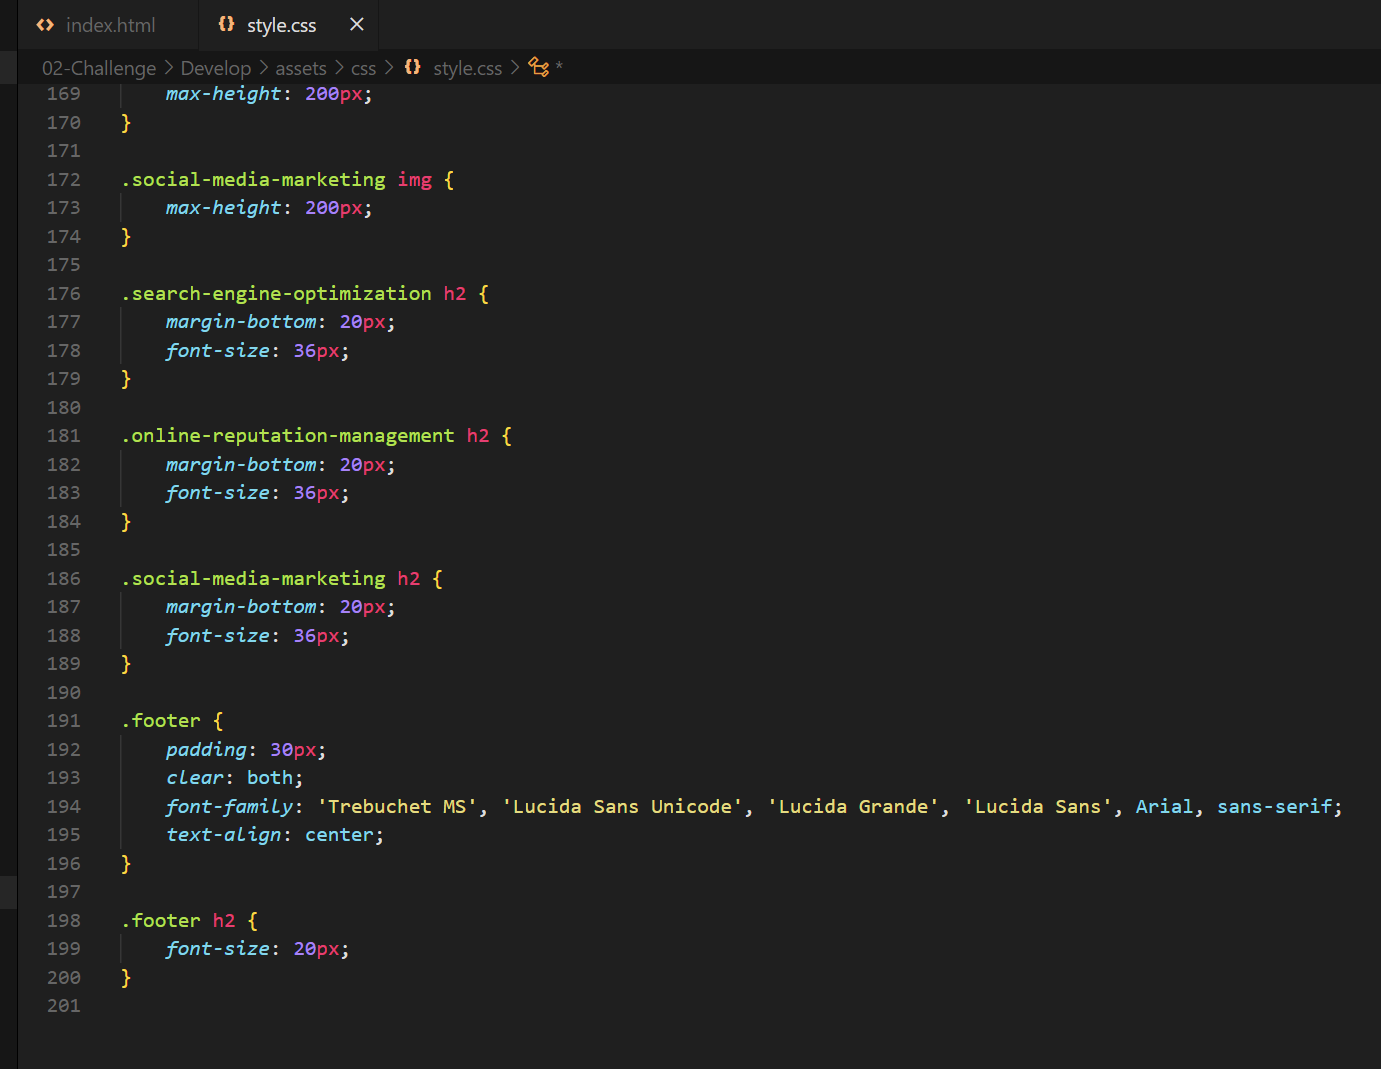 index.html style.css
02-Challenge > Develop > assets > css > {} style.css > *
169 max-height: 200px;
170 }
171
172 .social-media-marketing img {
173 max-height: 200px;
174 }
175
176 .search-engine-optimization h2 {
177 margin-bottom: 20px;
178 font-size: 36px;
179 }
180
181 .online-reputation-management h2 {
182 margin-bottom: 20px;
183 font-size: 36px;
184 }
185
186 .social-media-marketing h2 {
187 margin-bottom: 20px;
188 font-size: 36px;
189 }
190
191 .footer {
192 padding: 30px;
193 clear: both;
194 font-family: 'Trebuchet MS', 'Lucida Sans Unicode', 'Lucida Grande', 'Lucida Sans', Arial, sans-serif;
195 text-align: center;
196 }
197
198 .footer h2 {
199 font-size: 20px;
200 }
201